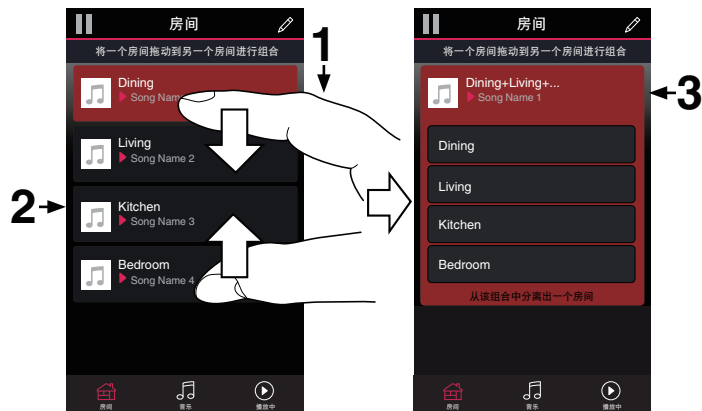 房间
将一个房间拖动到另一个房间进行组合
1
Dining
Song Nam
Living
Song Name 2
2
Kitchen
Song Name 3
Bedroom
Song Name 4
房间
音乐
播放中
房间
将一个房间拖动到另一个房间进行组合
Dining+Living+...
Song Name 1
3
Dining
Living
Kitchen
Bedroom
从该组合中分离出一个房间
房间
音乐
播放中